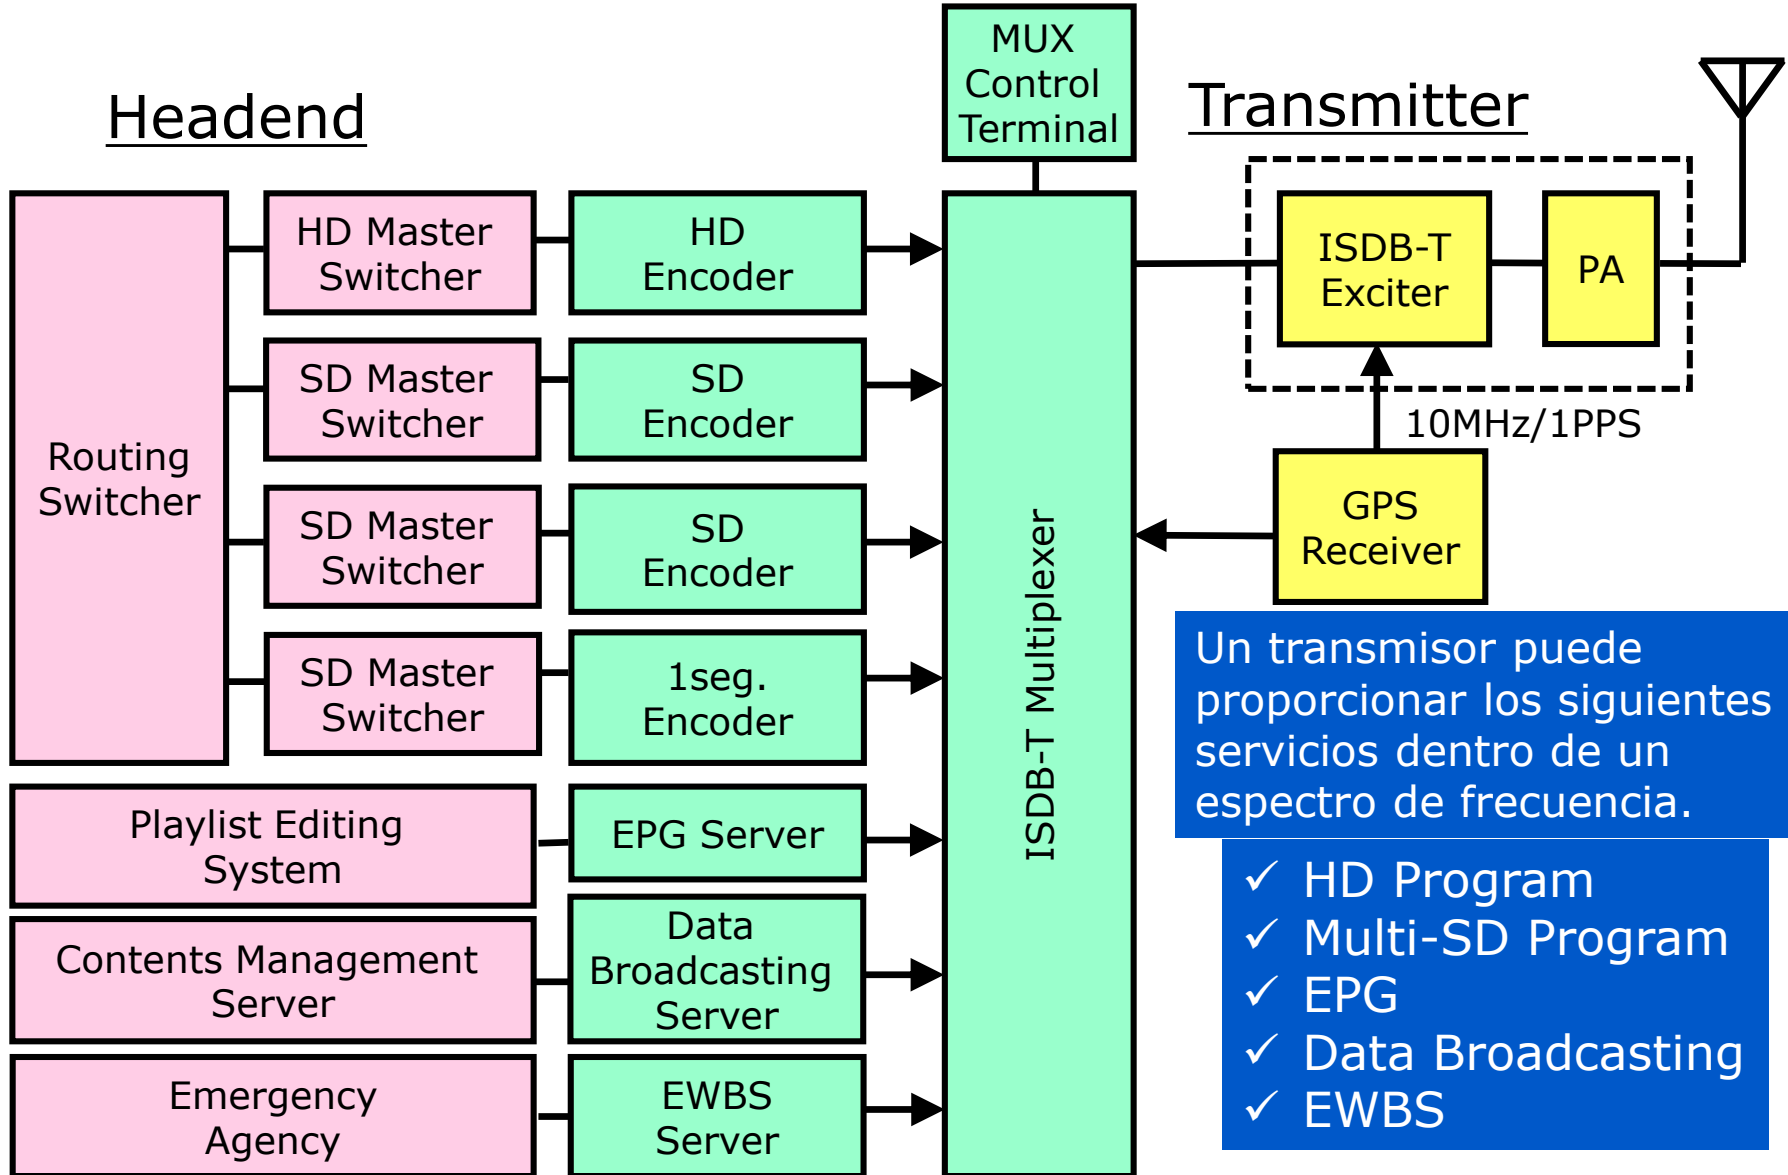 Headend
MUX
Control
Terminal
Transmitter
Routing
Switcher
HD Master
Switcher
HD
Encoder
SD Master
Switcher
SD
Encoder
SD Master
Switcher
SD
Encoder
SD Master
Switcher
1seg.
Encoder
Playlist Editing
System
EPG Server
Contents Management
Server
Data
Broadcasting
Server
Emergency
Agency
EWBS
Server
ISDB-T Multiplexer
ISDB-T
Exciter
PA
10MHz/1PPS
GPS
Receiver
Un transmisor puede
proporcionar los siguientes
servicios dentro de un
espectro de frecuencia.
✓ HD Program
✓ Multi-SD Program
✓ EPG
✓ Data Broadcasting
✓ EWBS